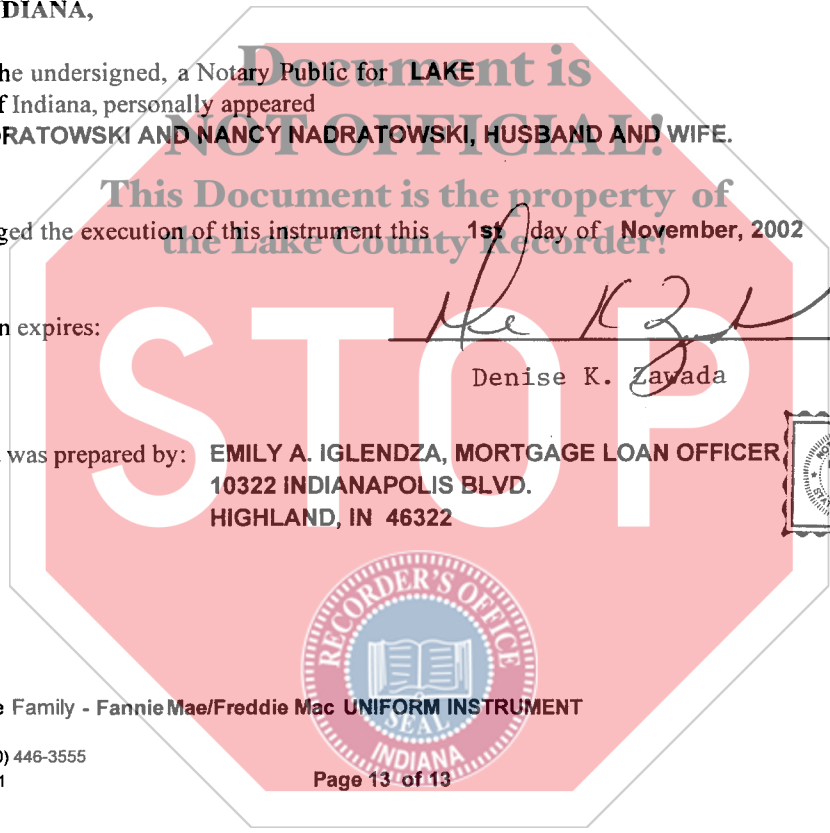 DIANA,
Document is
he undersigned, a Notary Public for LAKE
f Indiana, personally appeared
NOT OFFICIAL!
RATOWSKI AND NANCY NADRATOWSKI, HUSBAND AND WIFE.
This Document is the property of
ged the execution of this instrument this 1st day of November, 2002
the Lake County Recorder!
STOP
n expires:
Denise K. Zawada
was prepared by: EMILY A. IGLENDZA, MORTGAGE LOAN OFFICER
10322 INDIANAPOLIS BLVD.
HIGHLAND, IN 46322
RECORDER'S OFFICE
SEAL
INDIANA
e Family - Fannie Mae/Freddie Mac UNIFORM INSTRUMENT
0) 446-3555
1
Page 13 of 13